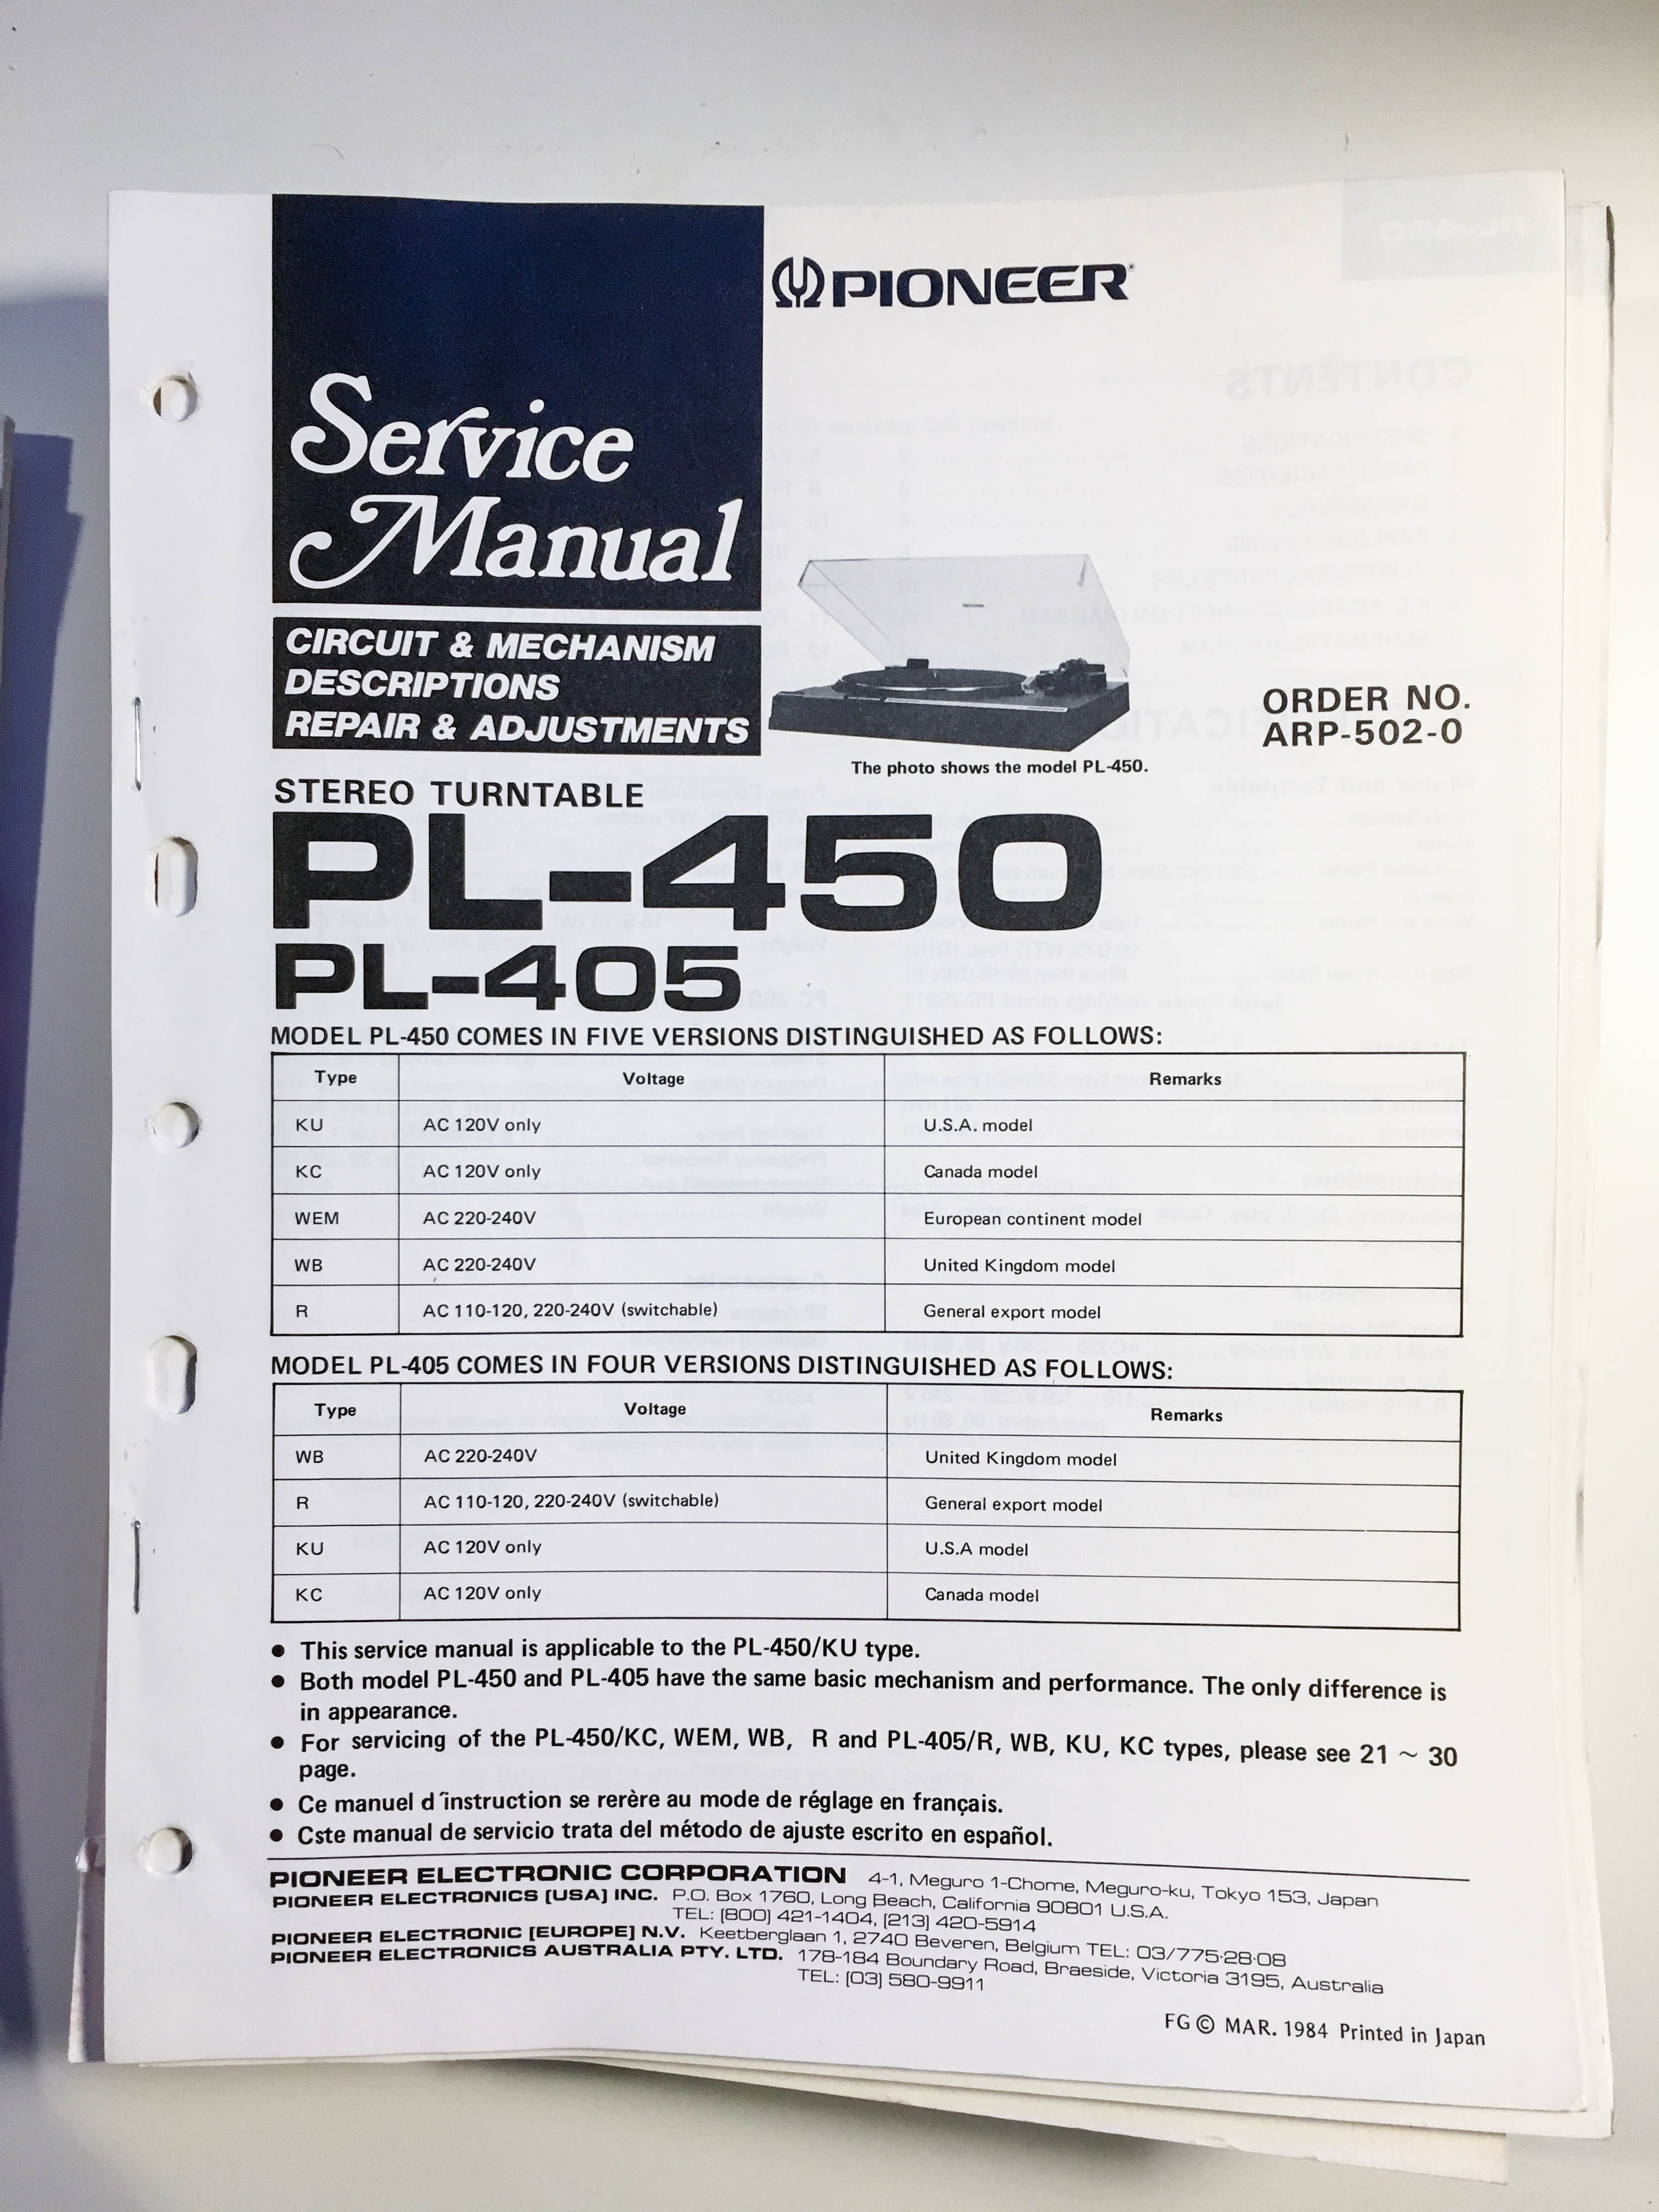 PIONEER
Service
Manual
CIRCUIT & MECHANISM
DESCRIPTIONS
REPAIR & ADJUSTMENTS
The photo shows the model PL-450.
ORDER NO.
ARP-502-0
STEREO TURNTABLE
PL-450
PL-405
MODEL PL-450 COMES IN FIVE VERSIONS DISTINGUISHED AS FOLLOWS:
Type Voltage Remarks
KU AC 120V only U.S.A. model
KC AC 120V only Canada model
WEM AC 220-240V European continent model
WB AC 220-240V United Kingdom model
R AC 110-120, 220-240V (switchable) General export model
MODEL PL-405 COMES IN FOUR VERSIONS DISTINGUISHED AS FOLLOWS:
Type Voltage Remarks
WB AC 220-240V United Kingdom model
R AC 110-120, 220-240V (switchable) General export model
KU AC 120V only U.S.A model
KC AC 120V only Canada model
● This service manual is applicable to the PL-450/KU type.
● Both model PL-450 and PL-405 have the same basic mechanism and performance. The only difference is
in appearance.
● For servicing of the PL-450/KC, WEM, WB, R and PL-405/R, WB, KU, KC types, please see 21 ~ 30
page.
● Ce manuel d´instruction se rerère au mode de réglage en français.
● Cste manual de servicio trata del método de ajuste escrito en español.
PIONEER ELECTRONIC CORPORATION 4-1, Meguro 1-Chome, Meguro-ku, Tokyo 153, Japan
PIONEER ELECTRONICS [USA] INC. P.O. Box 1760, Long Beach, California 90801 U.S.A.
TEL: [800] 421-1404, [213] 420-5914
PIONEER ELECTRONIC [EUROPE] N.V. Keetberglaan 1, 2740 Beveren, Belgium TEL: 03/775·28·08
PIONEER ELECTRONICS AUSTRALIA PTY. LTD. 178-184 Boundary Road, Braeside, Victoria 3195, Australia
TEL: [03] 580-9911
FG © MAR. 1984 Printed in Japan